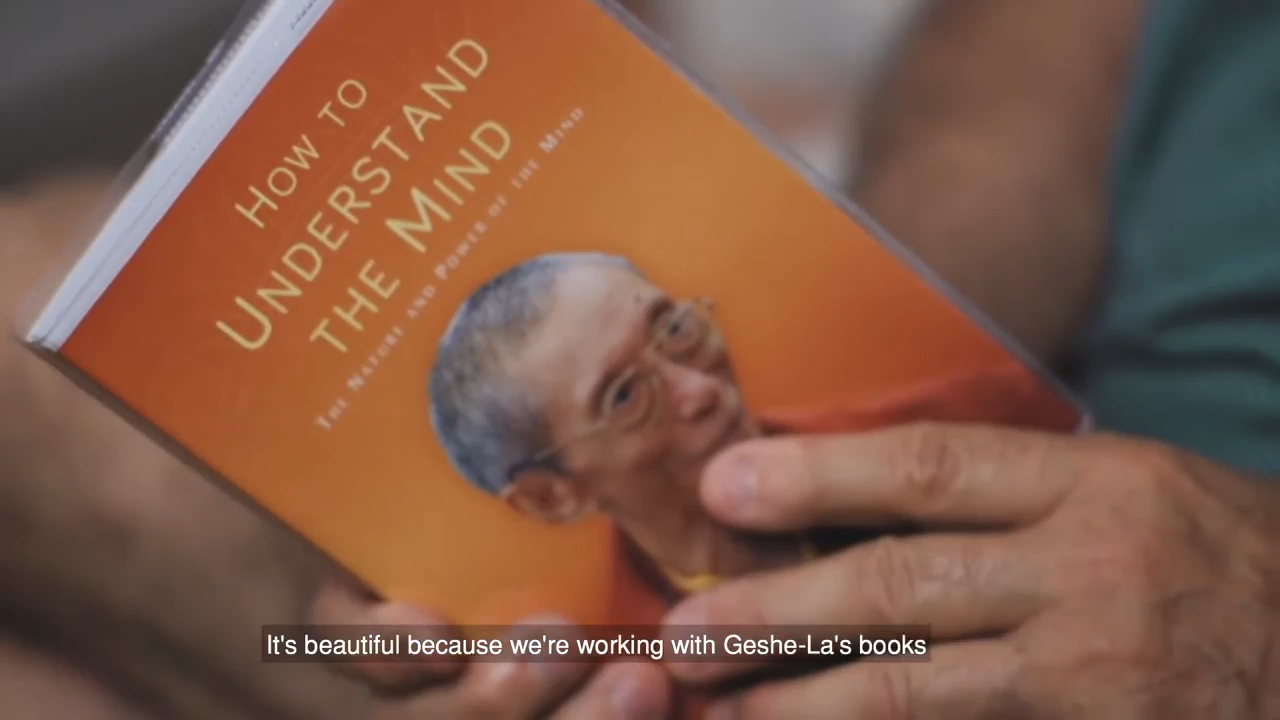 HOW TO
UNDERSTAND
THE MIND
THE NATURE AND POWER OF THE MIND
It's beautiful because we're working with Geshe-La's books